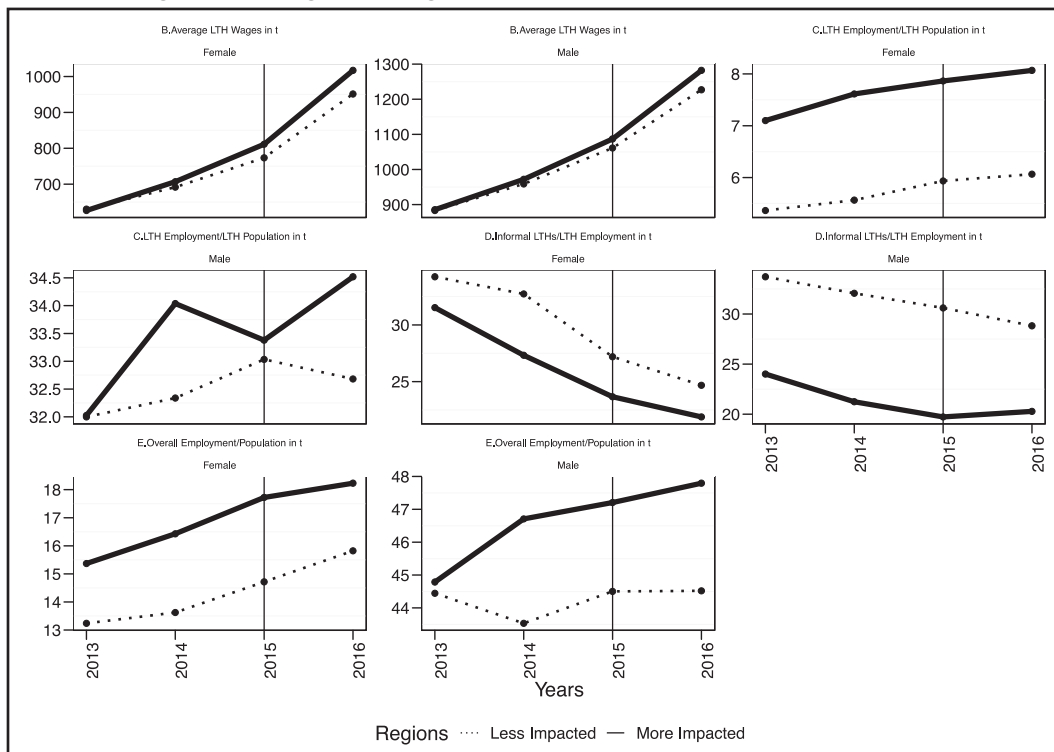 B.Average LTH Wages in t
Female
1000
900
800
700
B.Average LTH Wages in t
Male
1300
1200
1100
1000
900
C.LTH Employment/LTH Population in t
Female
8
7
6
C.LTH Employment/LTH Population in t
Male
34.5
34.0
33.5
33.0
32.5
32.0
D.Informal LTHs/LTH Employment in t
Female
30
25
D.Informal LTHs/LTH Employment in t
Male
30
25
20
2013
2014
2015
2016
E.Overall Employment/Population in t
Female
18
17
16
15
14
13
2013
2014
2015
2016
E.Overall Employment/Population in t
Male
48
47
46
45
44
2013
2014
2015
2016
Years
Regions Less Impacted More Impacted